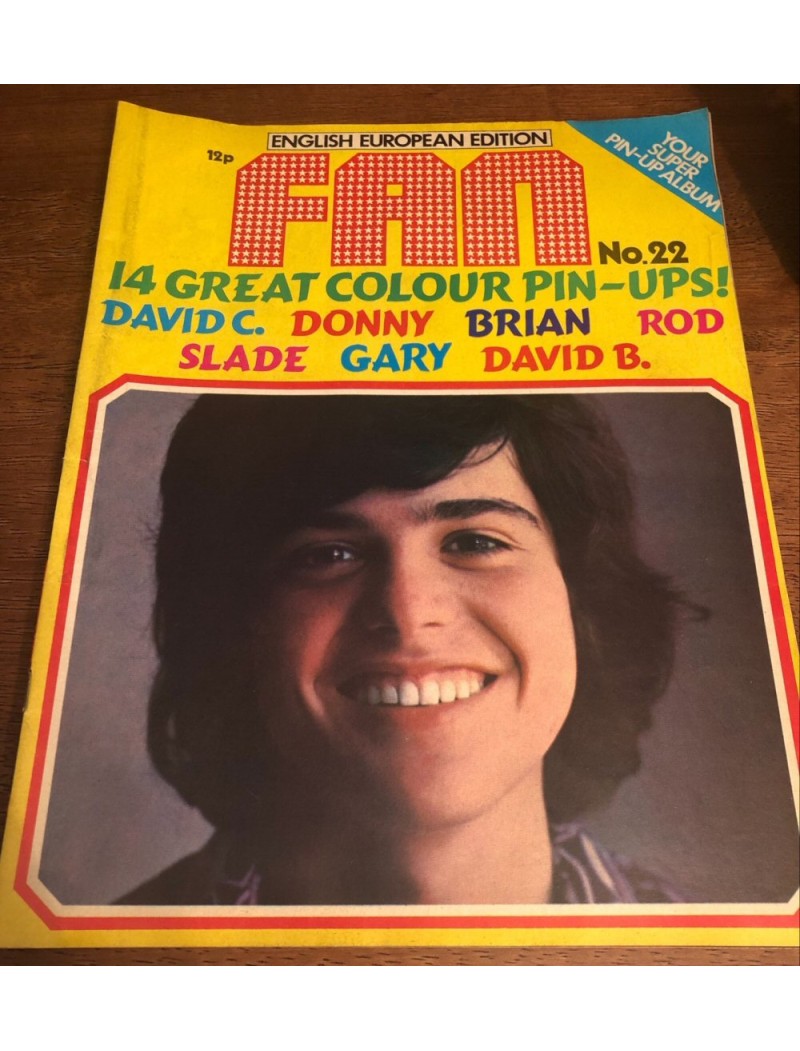 ENGLISH EUROPEAN EDITION
12p
FAN
YOUR
SUPER
PIN-UP ALBUM
No.22
14 GREAT COLOUR PIN-UPS!
DAVID C. DONNY BRIAN ROD
SLADE GARY DAVID B.